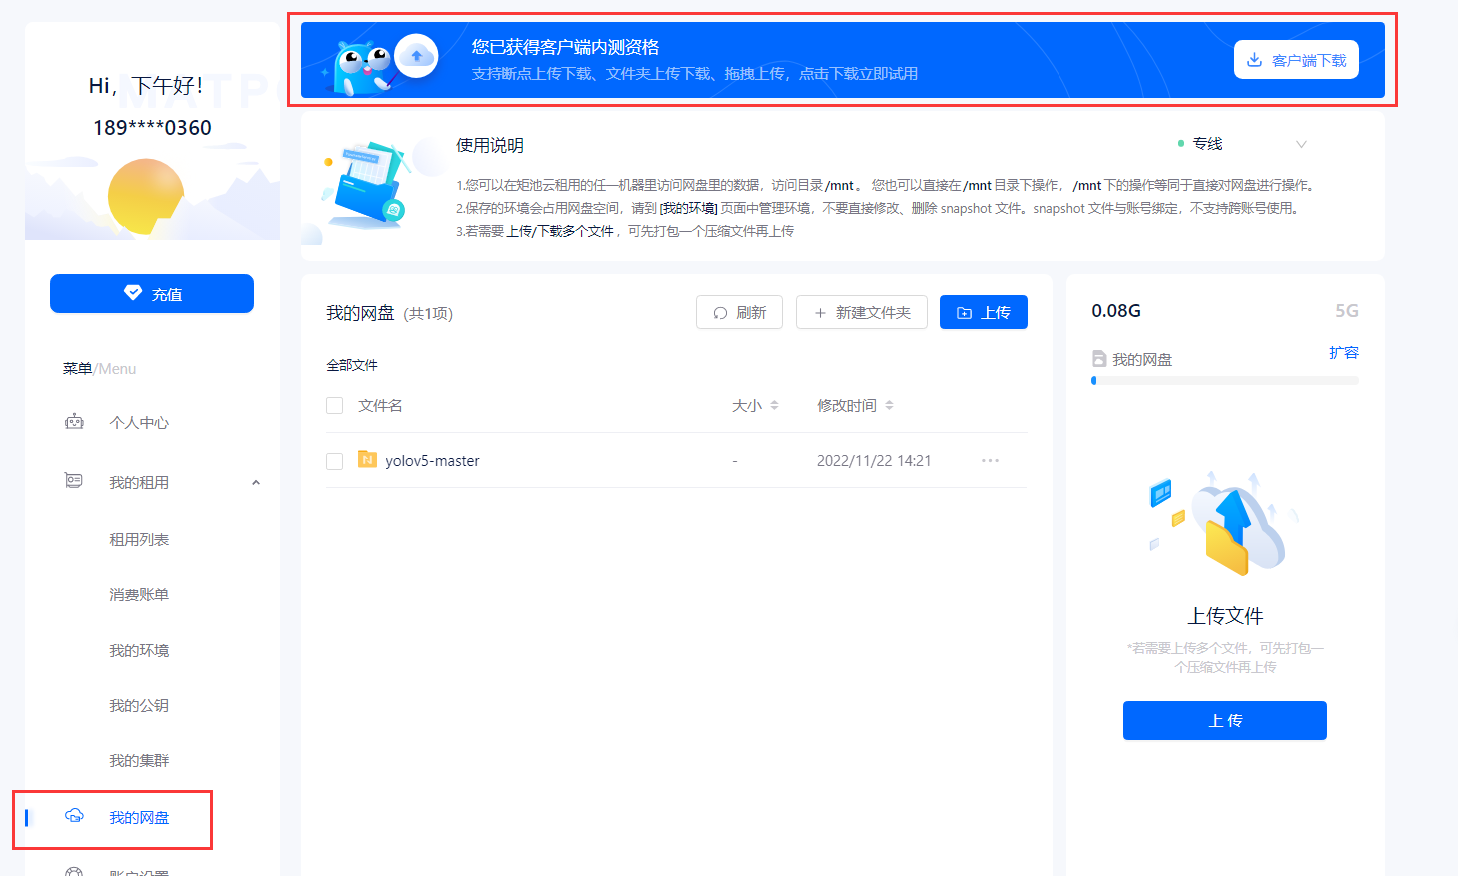 Hi，下午好！
MATPO
189****0360
充值
菜单/Menu
个人中心
我的租用
租用列表
消费账单
我的环境
我的公钥
我的集群
我的网盘
账户设置
您已获得客户端内测资格
支持断点上传下载、文件夹上传下载、拖拽上传，点击下载立即试用
客户端下载
使用说明
专线
1.您可以在矩池云租用的任一机器里访问网盘里的数据，访问目录 /mnt 。 您也可以直接在 /mnt 目录下操作， /mnt 下的操作等同于直接对网盘进行操作。
2.保存的环境会占用网盘空间，请到 [我的环境] 页面中管理环境，不要直接修改、删除 snapshot 文件。snapshot 文件与账号绑定，不支持跨账号使用。
3.若需要 上传/下载多个文件 ，可先打包一个压缩文件再上传
我的网盘 (共1项)
刷新
新建文件夹
上传
全部文件
文件名 大小 修改时间
N yolov5-master - 2022/11/22 14:21
0.08G 5G
我的网盘 扩容
上传文件
*若需要上传多个文件，可先打包一
个压缩文件再上传
上 传